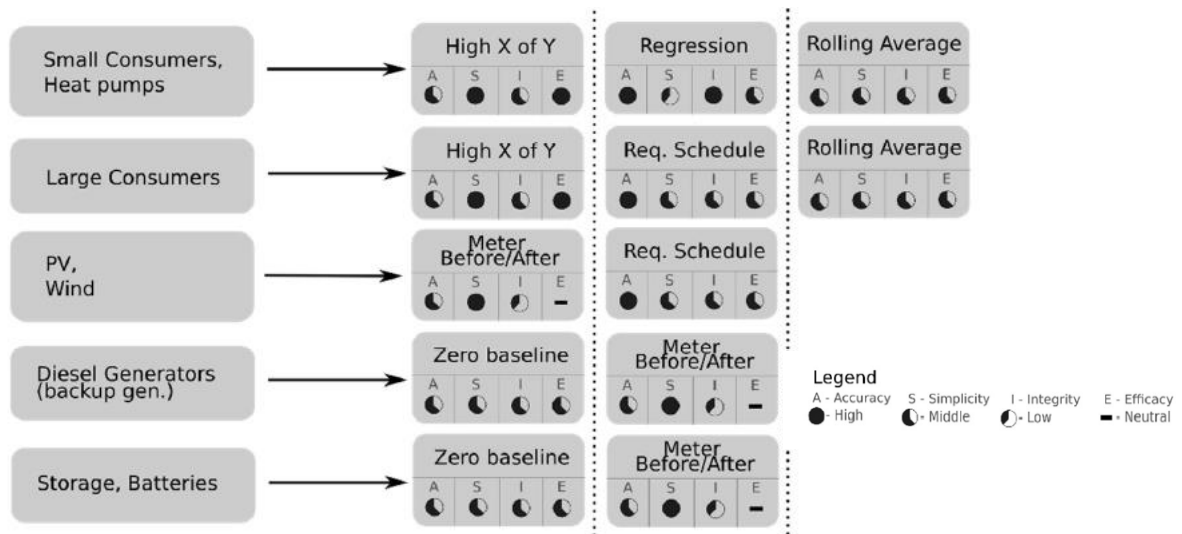 Small Consumers,
Heat pumps
High X of Y
A S I E
Regression
A S I E
Rolling Average
A S I E
Large Consumers
High X of Y
A S I E
Req. Schedule
A S I E
Rolling Average
A S I E
PV,
Wind
Meter
Before/After
A S I E
Req. Schedule
A S I E
Diesel Generators
(backup gen.)
Zero baseline
A S I E
Meter
Before/After
A S I E
Storage, Batteries
Zero baseline
A S I E
Meter
Before/After
A S I E
Legend
A - Accuracy S - Simplicity I - Integrity E - Efficacy
- High - Middle - Low - Neutral